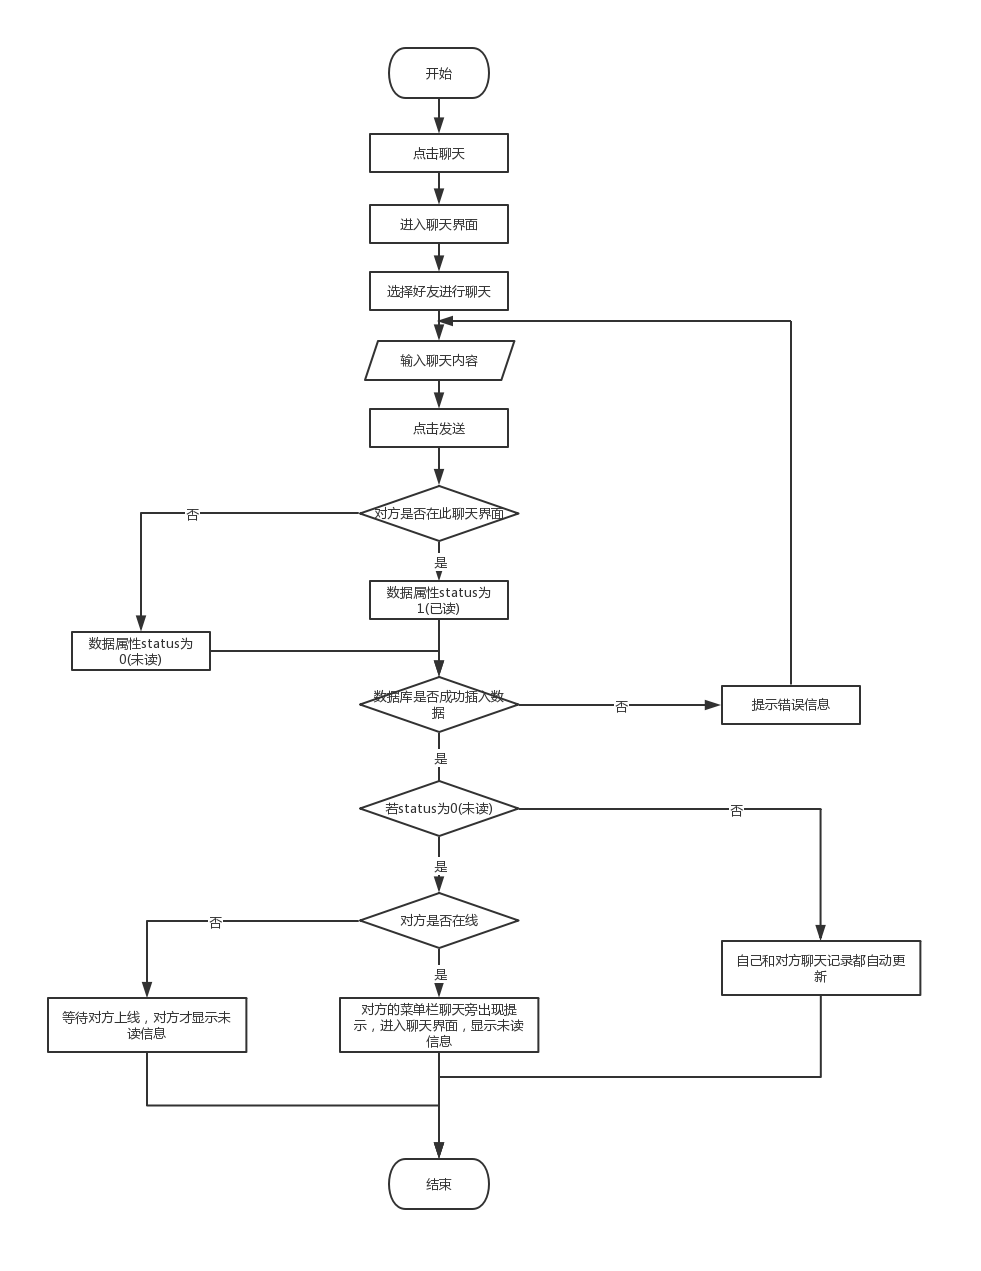 开始
点击聊天
进入聊天界面
选择好友进行聊天
输入聊天内容
点击发送
对方是否在此聊天界面
否
是
数据属性status为
1(已读)
数据属性status为
0(未读)
数据库是否成功插入数
据
否
提示错误信息
是
若status为0(未读)
否
是
对方是否在线
否
自己和对方聊天记录都自动更
新
是
等待对方上线，对方才显示未
读信息
对方的菜单栏聊天旁出现提
示，进入聊天界面，显示未读
信息
结束